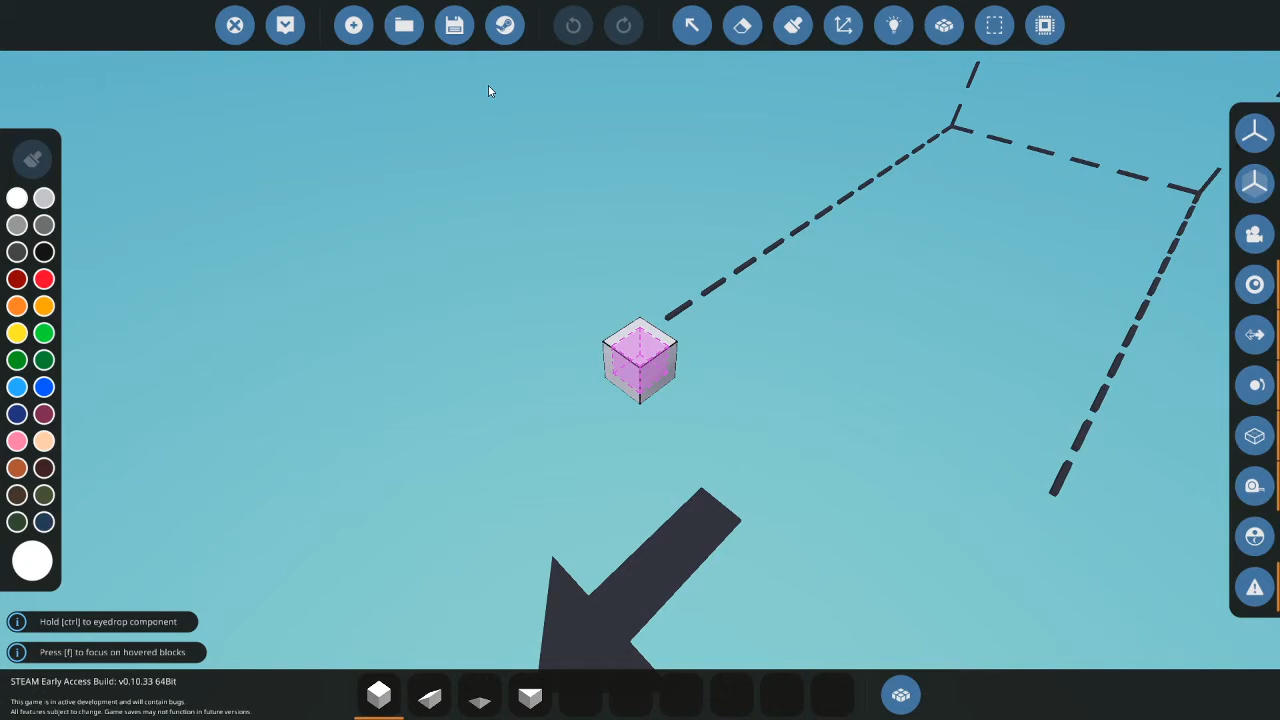 Hold [ctrl] to eyedrop component
Press [f] to focus on hovered blocks
STEAM Early Access Build: v0.10.33 64Bit
This game is in active development and will contain bugs.
All features subject to change. Game saves may not function in future versions.